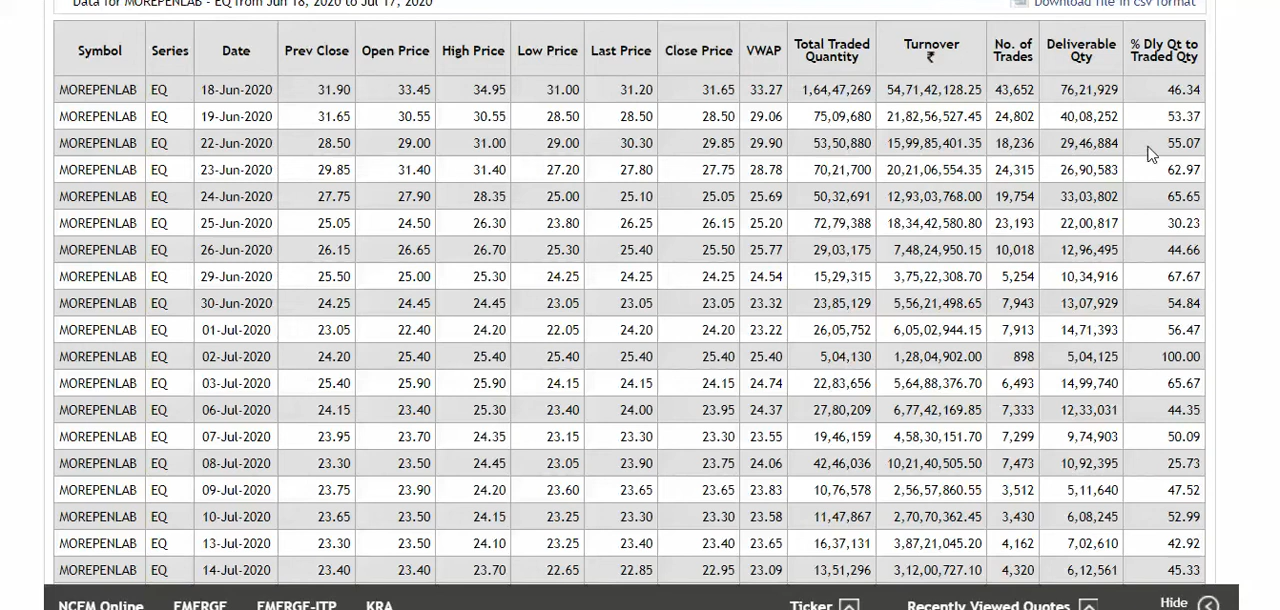 Data for MOREPENLAB - EQ from Jun 18, 2020 to Jul 17, 2020
Download file in csv format
Symbol Series Date Prev Close Open Price High Price Low Price Last Price Close Price VWAP Total Traded Quantity Turnover ₹ No. of Trades Deliverable Qty % Dly Qt to Traded Qty
MOREPENLAB EQ 18-Jun-2020 31.90 33.45 34.95 31.00 31.20 31.65 33.27 1,64,47,269 54,71,42,128.25 43,652 76,21,929 46.34
MOREPENLAB EQ 19-Jun-2020 31.65 30.55 30.55 28.50 28.50 28.50 29.06 75,09,680 21,82,56,527.45 24,802 40,08,252 53.37
MOREPENLAB EQ 22-Jun-2020 28.50 29.00 31.00 29.00 30.30 29.85 29.90 53,50,880 15,99,85,401.35 18,236 29,46,884 55.07
MOREPENLAB EQ 23-Jun-2020 29.85 31.40 31.40 27.20 27.80 27.75 28.78 70,21,700 20,21,06,554.35 24,315 26,90,583 62.97
MOREPENLAB EQ 24-Jun-2020 27.75 27.90 28.35 25.00 25.10 25.05 25.69 50,32,691 12,93,03,768.00 19,754 33,03,802 65.65
MOREPENLAB EQ 25-Jun-2020 25.05 24.50 26.30 23.80 26.25 26.15 25.20 72,79,388 18,34,42,580.80 23,193 22,00,817 30.23
MOREPENLAB EQ 26-Jun-2020 26.15 26.65 26.70 25.30 25.40 25.50 25.77 29,03,175 7,48,24,950.15 10,018 12,96,495 44.66
MOREPENLAB EQ 29-Jun-2020 25.50 25.00 25.30 24.25 24.25 24.25 24.54 15,29,315 3,75,22,308.70 5,254 10,34,916 67.67
MOREPENLAB EQ 30-Jun-2020 24.25 24.45 24.45 23.05 23.05 23.05 23.32 23,85,129 5,56,21,498.65 7,943 13,07,929 54.84
MOREPENLAB EQ 01-Jul-2020 23.05 22.40 24.20 22.05 24.20 24.20 23.22 26,05,752 6,05,02,944.15 7,913 14,71,393 56.47
MOREPENLAB EQ 02-Jul-2020 24.20 25.40 25.40 25.40 25.40 25.40 25.40 5,04,130 1,28,04,902.00 898 5,04,125 100.00
MOREPENLAB EQ 03-Jul-2020 25.40 25.90 25.90 24.15 24.15 24.15 24.74 22,83,656 5,64,88,376.70 6,493 14,99,740 65.67
MOREPENLAB EQ 06-Jul-2020 24.15 23.40 25.30 23.40 24.00 23.95 24.37 27,80,209 6,77,42,169.85 7,333 12,33,031 44.35
MOREPENLAB EQ 07-Jul-2020 23.95 23.70 24.35 23.15 23.30 23.30 23.55 19,46,159 4,58,30,151.70 7,299 9,74,903 50.09
MOREPENLAB EQ 08-Jul-2020 23.30 23.50 24.45 23.05 23.90 23.75 24.06 42,46,036 10,21,40,505.50 7,473 10,92,395 25.73
MOREPENLAB EQ 09-Jul-2020 23.75 23.90 24.20 23.60 23.65 23.65 23.83 10,76,578 2,56,57,860.55 3,512 5,11,640 47.52
MOREPENLAB EQ 10-Jul-2020 23.65 23.50 24.15 23.25 23.30 23.30 23.58 11,47,867 2,70,70,362.45 3,430 6,08,245 52.99
MOREPENLAB EQ 13-Jul-2020 23.30 23.50 24.10 23.25 23.40 23.40 23.65 16,37,131 3,87,21,045.20 4,162 7,02,610 42.92
MOREPENLAB EQ 14-Jul-2020 23.40 23.40 23.70 22.65 22.85 22.95 23.09 13,51,296 3,12,00,727.10 4,320 6,12,561 45.33
NCFM Online EMERGE EMERGE-ITP KRA Ticker Recently Viewed Quotes Hide